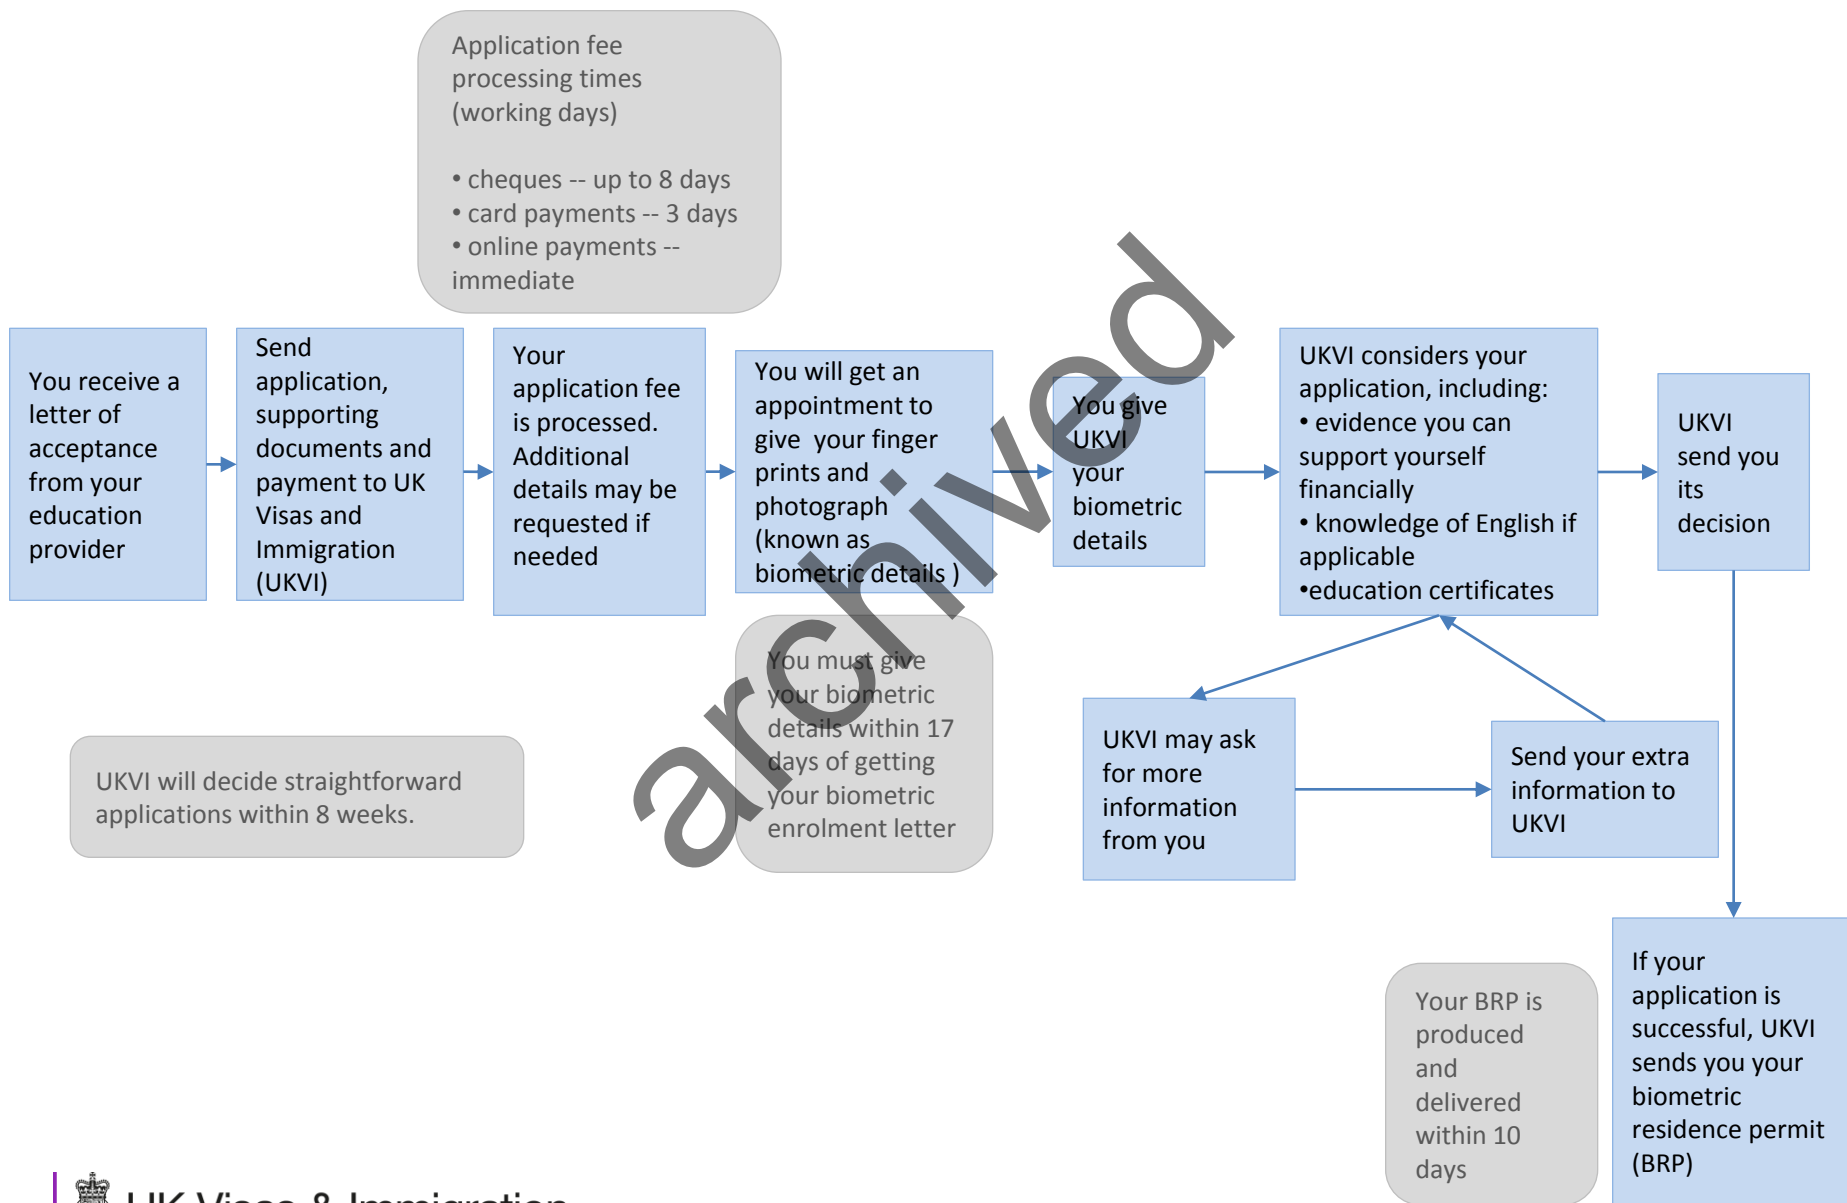 Application fee
processing times
(working days)
• cheques -- up to 8 days
• card payments -- 3 days
• online payments --
immediate
You receive a
letter of
acceptance
from your
education
provider
Send
application,
supporting
documents and
payment to UK
Visas and
Immigration
(UKVI)
Your
application fee
is processed.
Additional
details may be
requested if
needed
You will get an
appointment to
give your finger
prints and
photograph
(known as
biometric details )
You give
UKVI
your
biometric
details
UKVI considers your
application, including:
• evidence you can
support yourself
financially
• knowledge of English if
applicable
•education certificates
UKVI
send you
its
decision
You must give
your biometric
details within 17
days of getting
your biometric
enrolment letter
UKVI will decide straightforward
applications within 8 weeks.
UKVI may ask
for more
information
from you
Send your extra
information to
UKVI
Your BRP is
produced
and
delivered
within 10
days
If your
application is
successful, UKVI
sends you your
biometric
residence permit
(BRP)
archived
UK Visas & Immigration